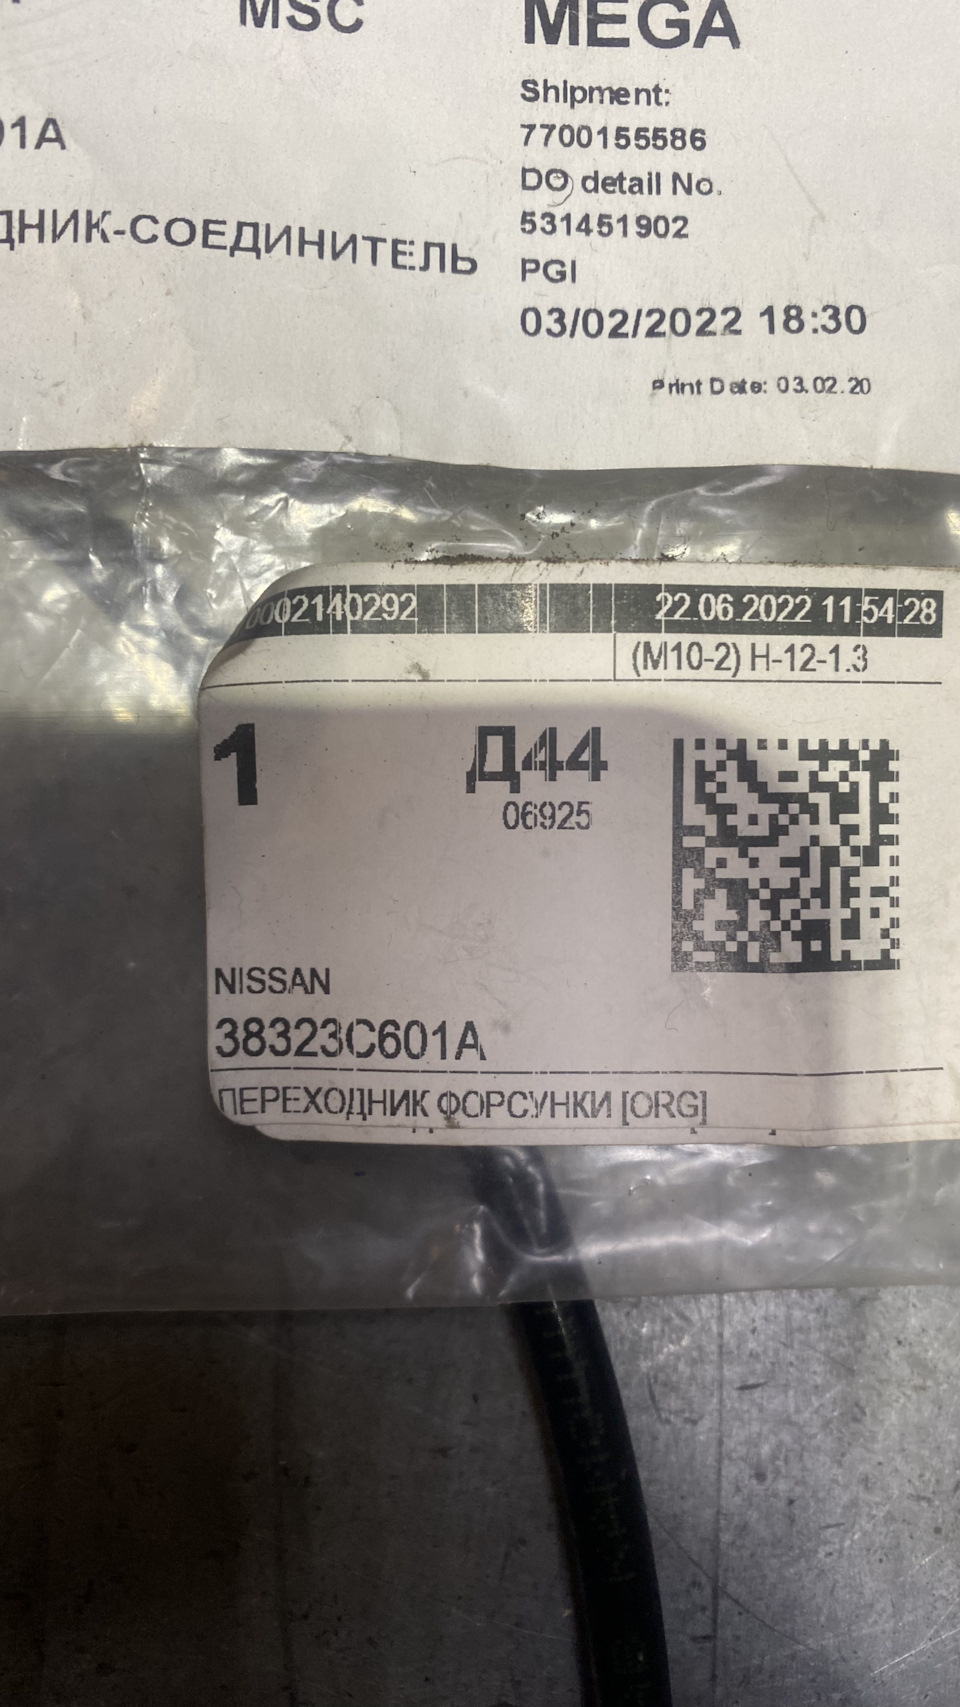 MSC
MEGA
Shipment:
7700155586
01A
DO detail No.
531451902
ДНИК-СОЕДИНИТЕЛЬ
PGI
03/02/2022 18:30
Print Date: 03.02.20
0002140292
22.06.2022 11:54:28
(M10-2) H-12-1.3
1
Д44
06925
NISSAN
38323C601A
ПЕРЕХОДНИК ФОРСУНКИ [ORG]